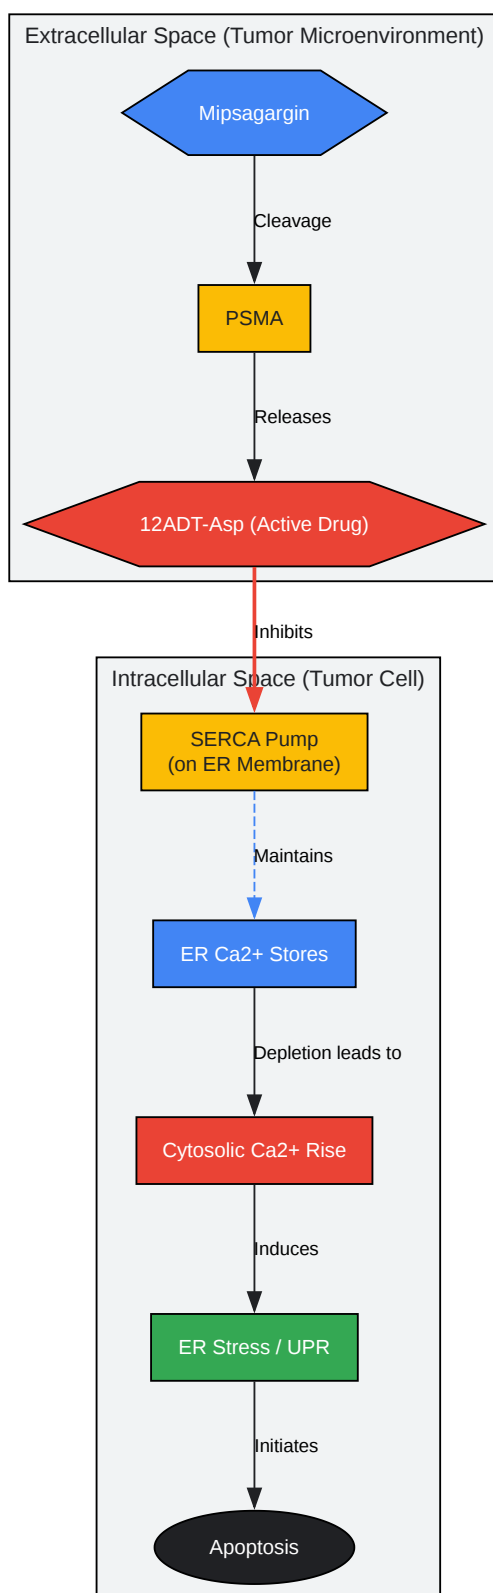 Extracellular Space (Tumor Microenvironment)
Mipsagargin
Cleavage
PSMA
Releases
12ADT-Asp (Active Drug)
Inhibits
Intracellular Space (Tumor Cell)
SERCA Pump
(on ER Membrane)
Maintains
ER Ca2+ Stores
Depletion leads to
Cytosolic Ca2+ Rise
Induces
ER Stress / UPR
Initiates
Apoptosis